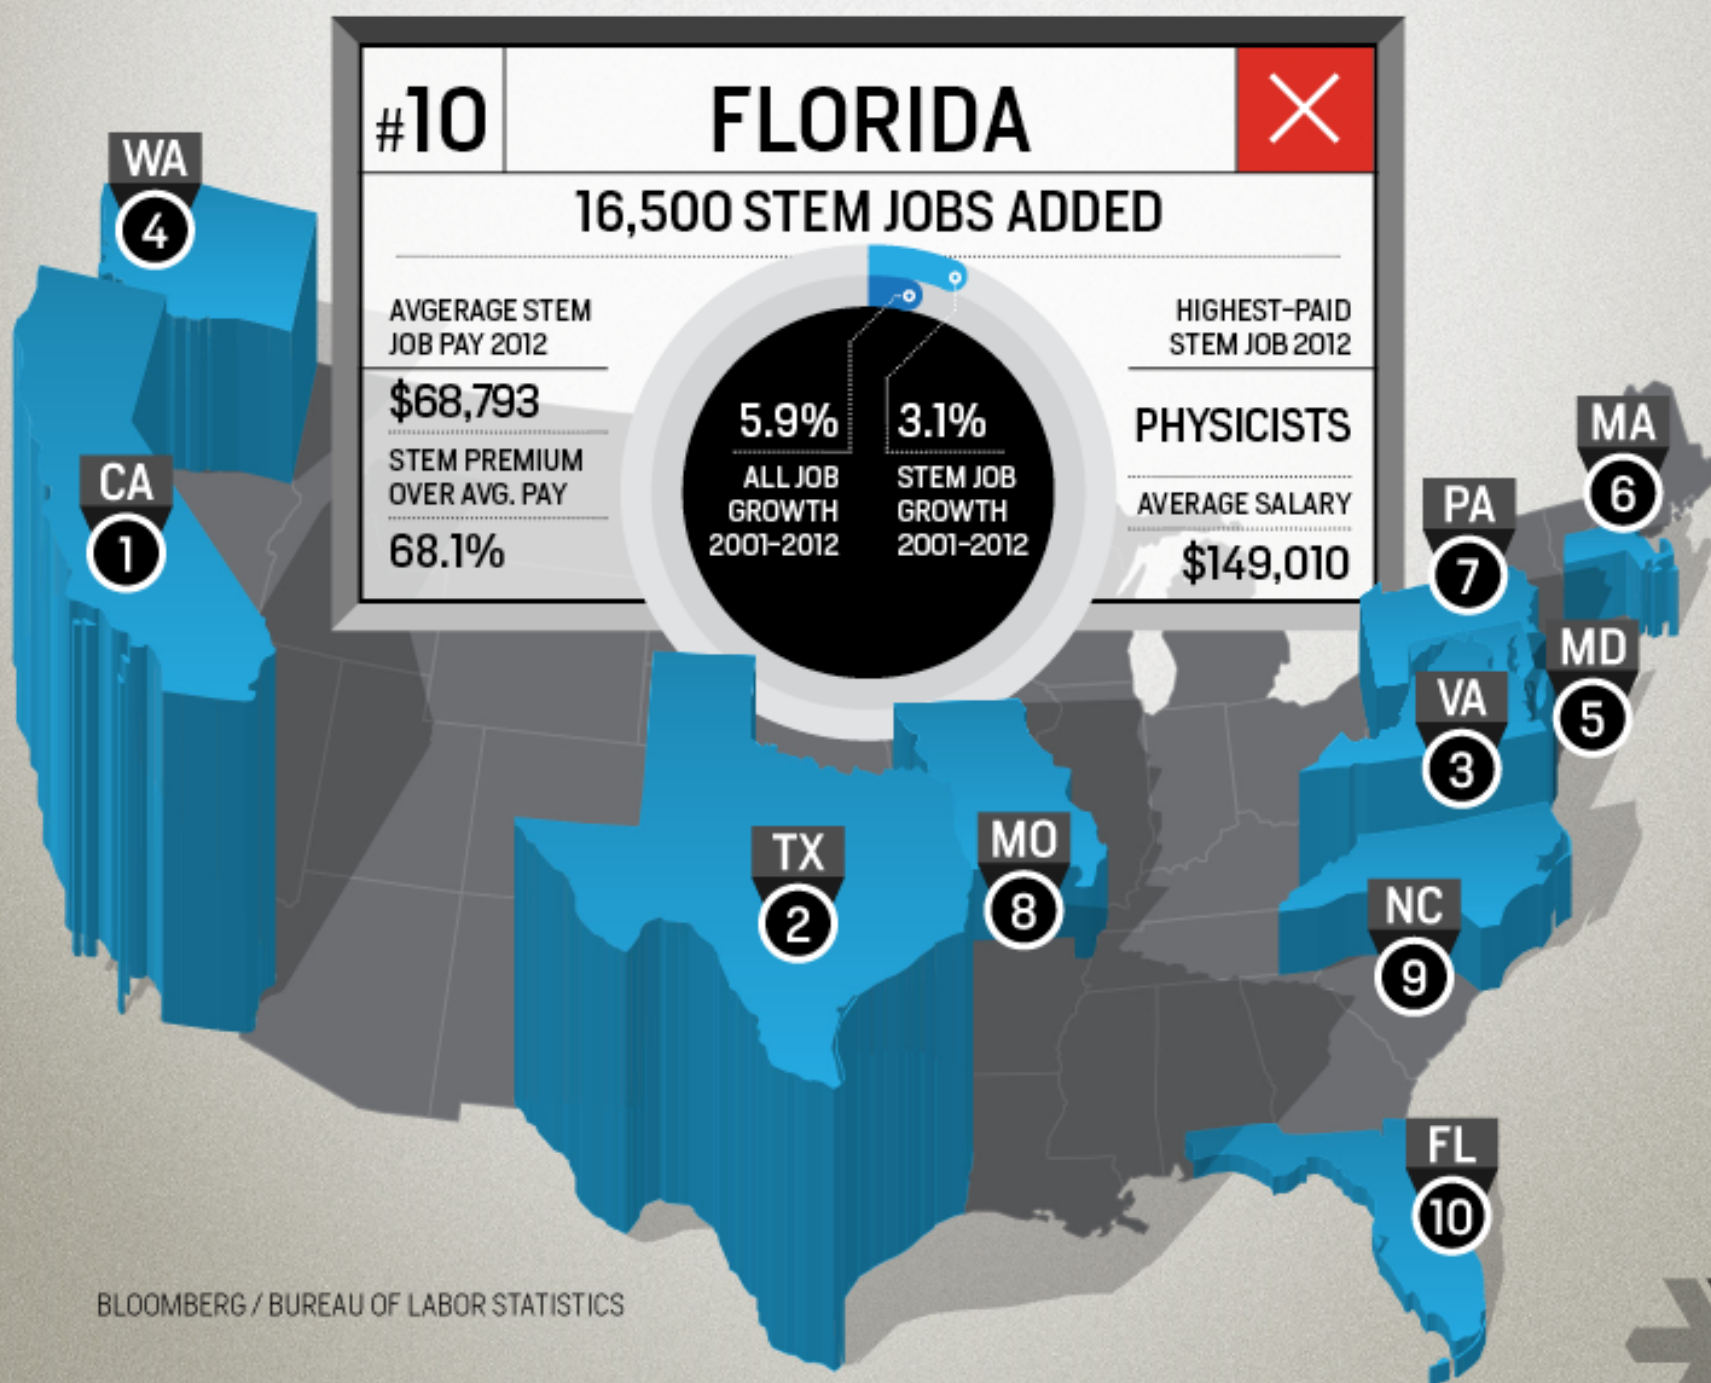 #10
FLORIDA
16,500 STEM JOBS ADDED
AVGERAGE STEM
JOB PAY 2012
$68,793
STEM PREMIUM
OVER AVG. PAY
68.1%
5.9%
ALL JOB
GROWTH
2001-2012
3.1%
STEM JOB
GROWTH
2001-2012
HIGHEST-PAID
STEM JOB 2012
PHYSICISTS
AVERAGE SALARY
$149,010
WA
4
CA
1
MA
6
PA
7
MD
5
VA
3
TX
2
MO
8
NC
9
FL
10
BLOOMBERG / BUREAU OF LABOR STATISTICS